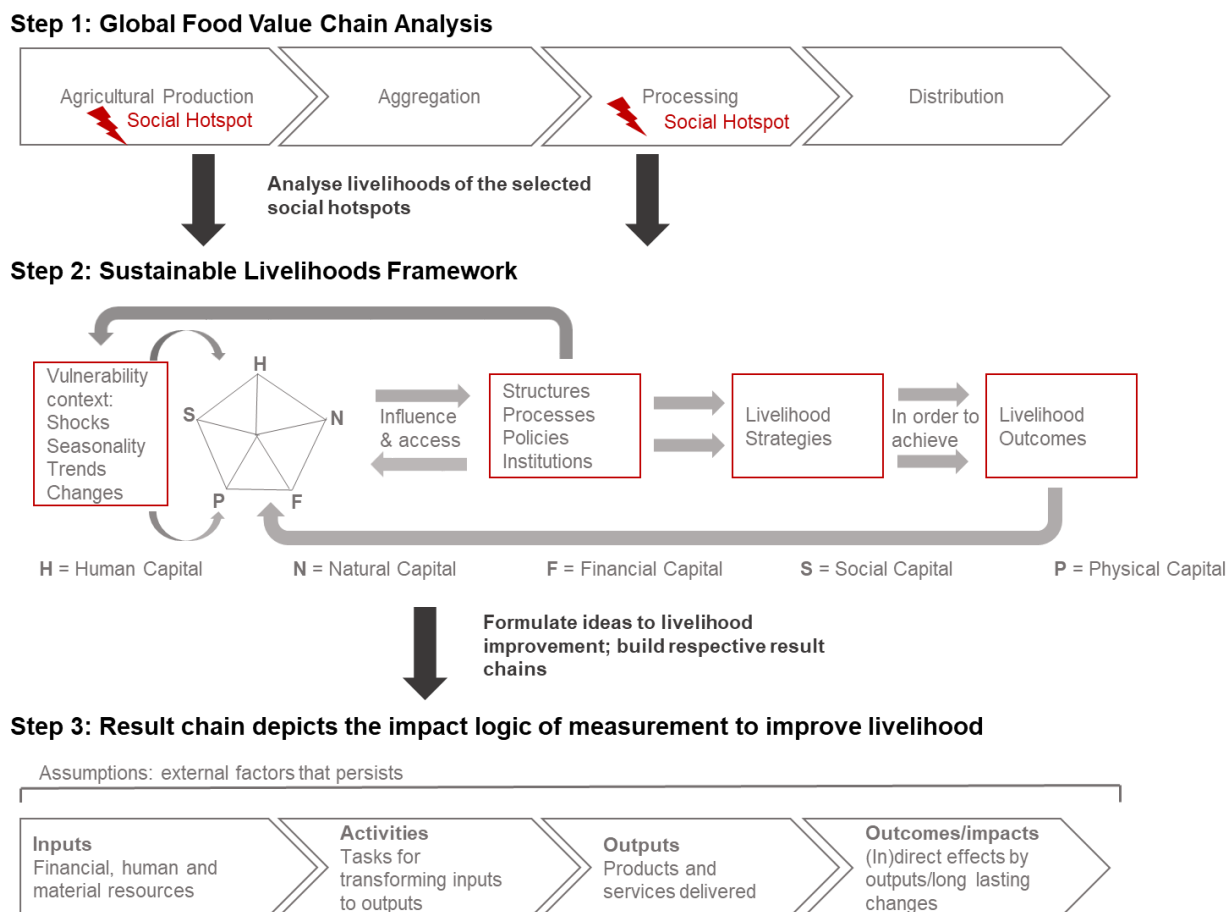 Step 1: Global Food Value Chain Analysis
Agricultural Production
Social Hotspot
Aggregation
Processing
Social Hotspot
Distribution
Analyse livelihoods of the selected
social hotspots
Step 2: Sustainable Livelihoods Framework
Vulnerability
context:
Shocks
Seasonality
Trends
Changes
H
S
N
P
F
Influence
& access
Structures
Processes
Policies
Institutions
Livelihood
Strategies
In order to
achieve
Livelihood
Outcomes
H = Human Capital
N = Natural Capital
F = Financial Capital
S = Social Capital
P = Physical Capital
Formulate ideas to livelihood
improvement; build respective result
chains
Step 3: Result chain depicts the impact logic of measurement to improve livelihood
Assumptions: external factors that persists
Inputs
Financial, human and
material resources
Activities
Tasks for
transforming inputs
to outputs
Outputs
Products and
services delivered
Outcomes/impacts
(In)direct effects by
outputs/long lasting
changes